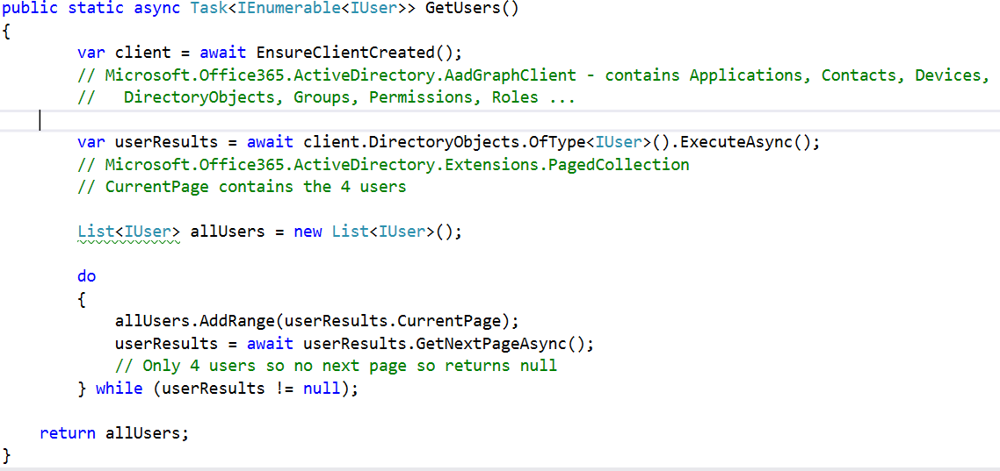 public static async Task<IEnumerable<IUser>> GetUsers()
{
var client = await EnsureClientCreated();
// Microsoft.Office365.ActiveDirectory.AadGraphClient - contains Applications, Contacts, Devices,
//   DirectoryObjects, Groups, Permissions, Roles ...
var userResults = await client.DirectoryObjects.OfType<IUser>().ExecuteAsync();
// Microsoft.Office365.ActiveDirectory.Extensions.PagedCollection
// CurrentPage contains the 4 users
List<IUser> allUsers = new List<IUser>();
do
{
allUsers.AddRange(userResults.CurrentPage);
userResults = await userResults.GetNextPageAsync();
// Only 4 users so no next page so returns null
} while (userResults != null);
return allUsers;
}